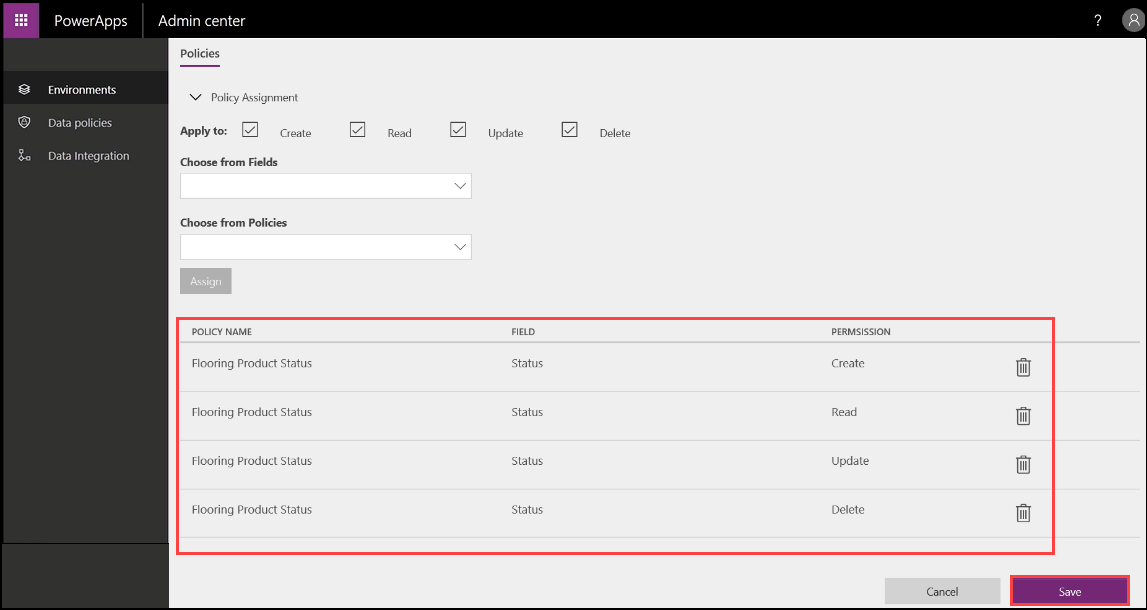 PowerApps Admin center ?
Policies
Environments
Policy Assignment
Data policies
Apply to: Create Read Update Delete
Data Integration
Choose from Fields
Choose from Policies
Assign
POLICY NAME FIELD PERMSISSION
Flooring Product Status Status Create
Flooring Product Status Status Read
Flooring Product Status Status Update
Flooring Product Status Status Delete
Cancel Save